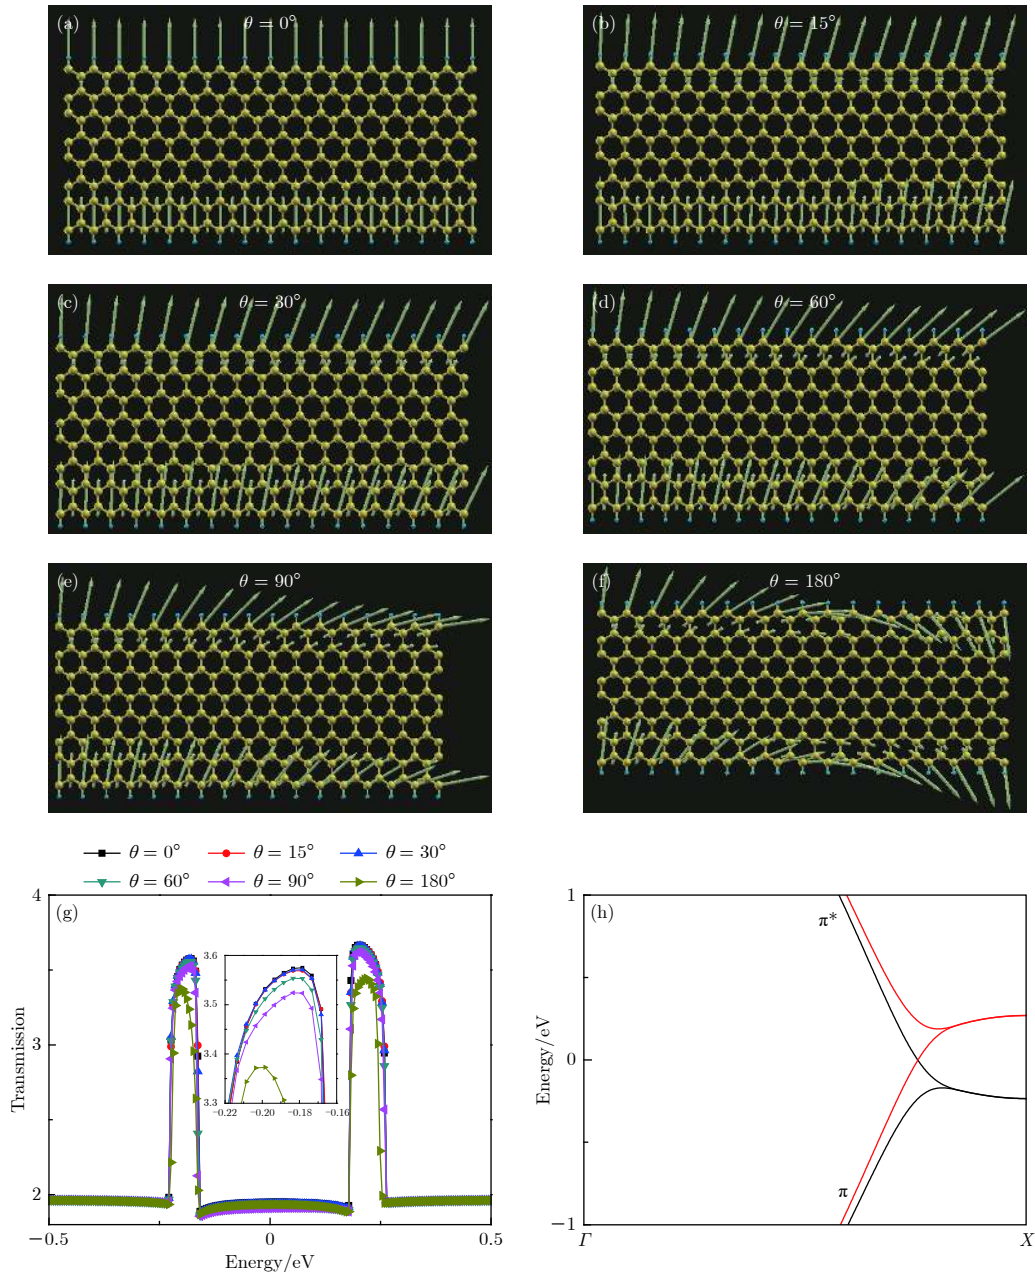 (a) θ = 0°
(b) θ = 15°
(c) θ = 30°
(d) θ = 60°
(e) θ = 90°
(f) θ = 180°
θ = 0° θ = 15° θ = 30°
θ = 60° θ = 90° θ = 180°
(g)
4
3
2
Transmission
−0.5 0 0.5
Energy/eV
3.6
3.5
3.4
3.3
−0.22 −0.20 −0.18 −0.16
(h)
1
0
−1
Energy/eV
π*
π
Γ X